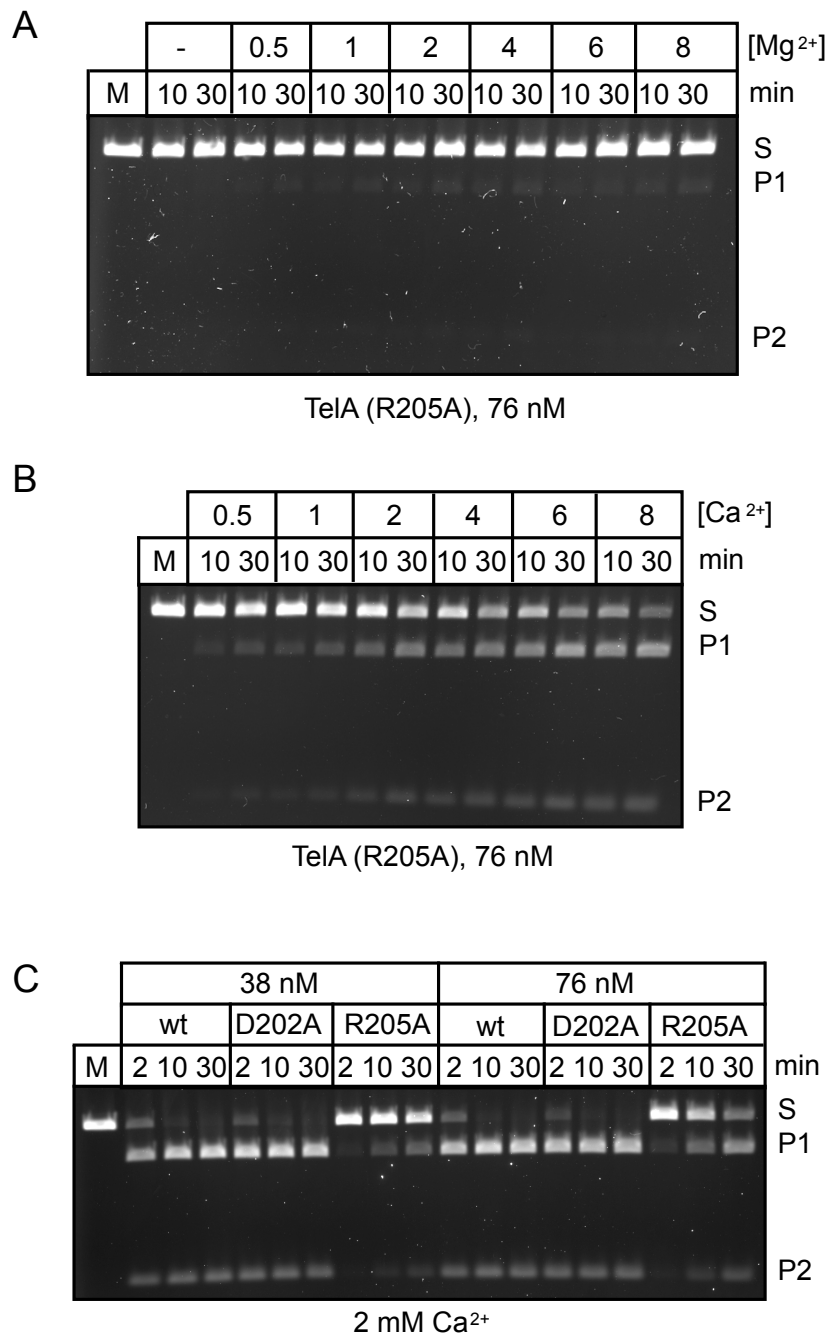 A
- 0.5 1 2 4 6 8 [Mg2+]
M 10 30 10 30 10 30 10 30 10 30 10 30 10 30 min
S
P1
P2
TelA (R205A), 76 nM
B
0.5 1 2 4 6 8 [Ca2+]
M 10 30 10 30 10 30 10 30 10 30 10 30 min
S
P1
P2
TelA (R205A), 76 nM
C
38 nM 76 nM
wt D202A R205A wt D202A R205A
M 2 10 30 2 10 30 2 10 30 2 10 30 2 10 30 2 10 30 min
S
P1
P2
2 mM Ca2+